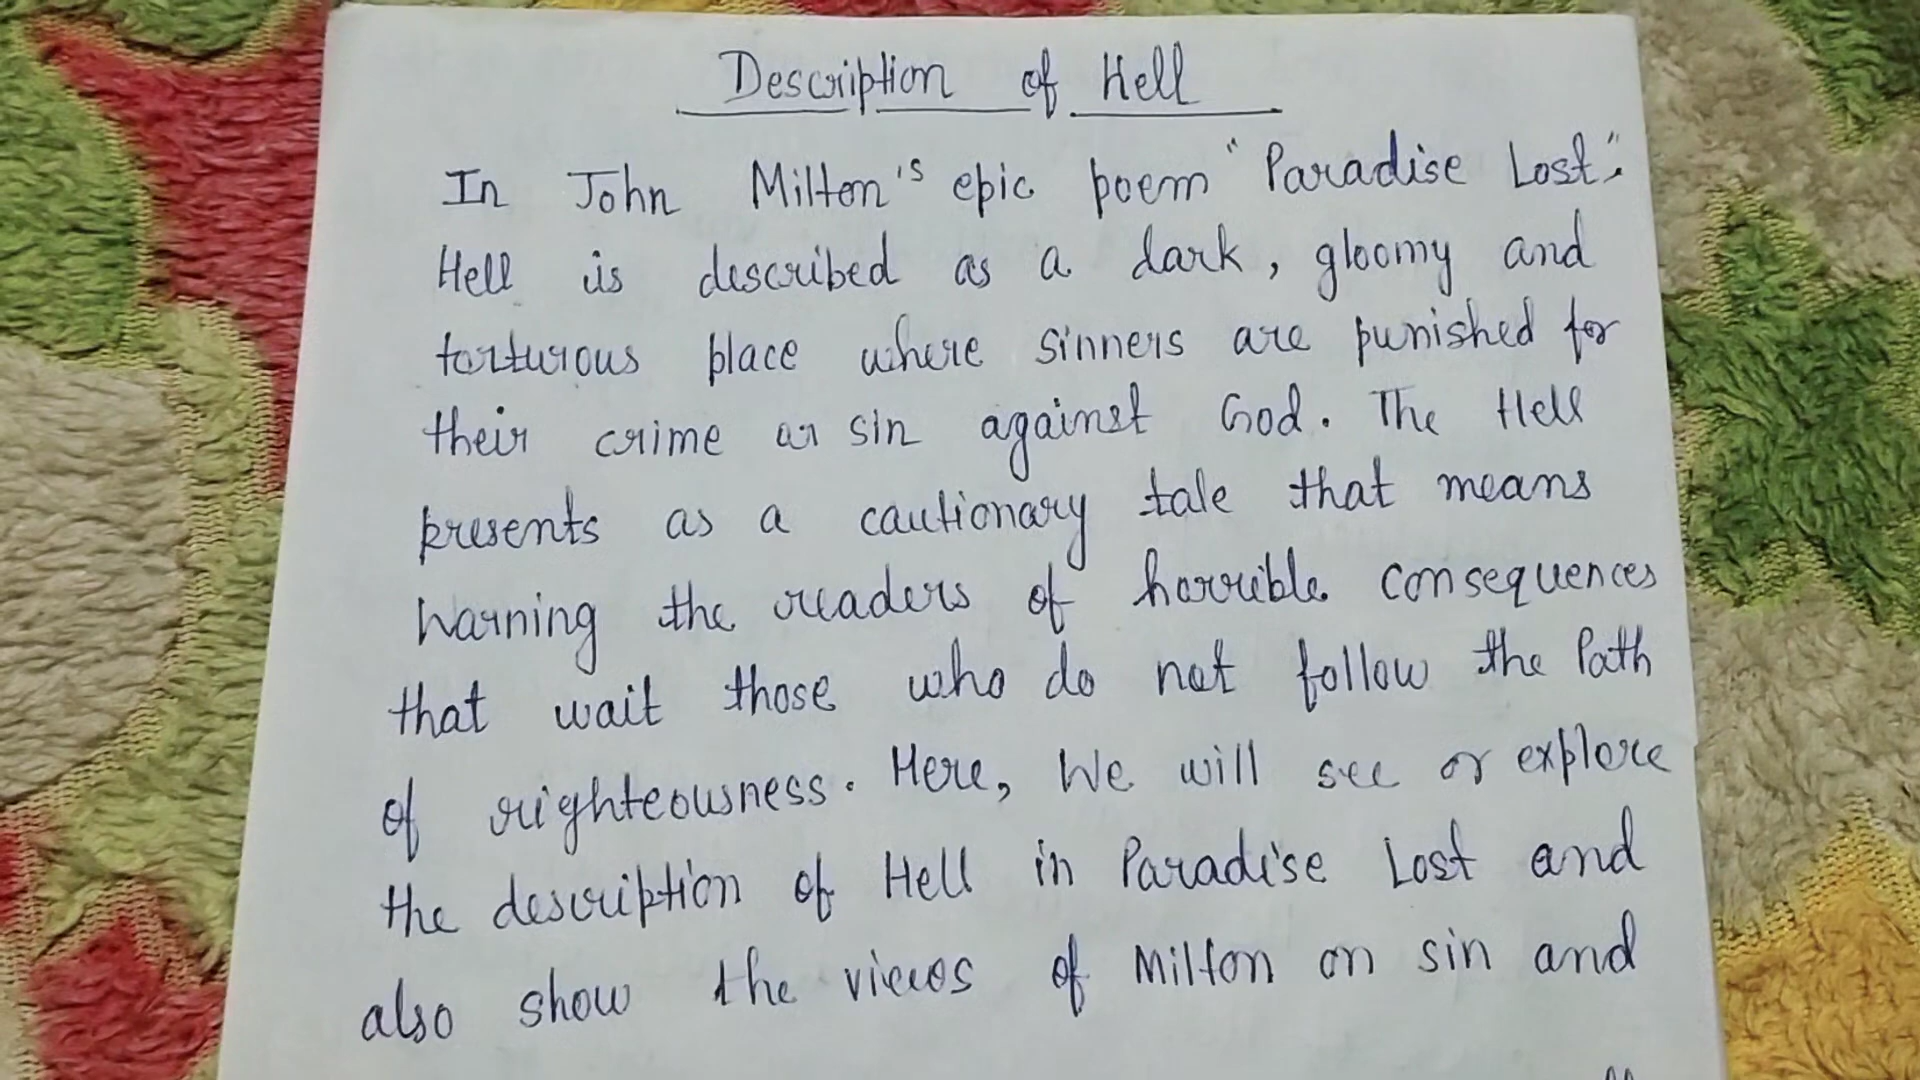 Description of Hell
In John Milton's epic poem "Paradise Lost".
Hell is described as a dark, gloomy and
torturous place where sinners are punished for
their crime or sin against God. The Hell
presents as a cautionary tale that means
Warning the readers of horrible consequences
that wait those who do not follow the Path
of righteousness. Here, We will see or explore
the description of Hell in Paradise Lost and
also show the views of Milton on sin and